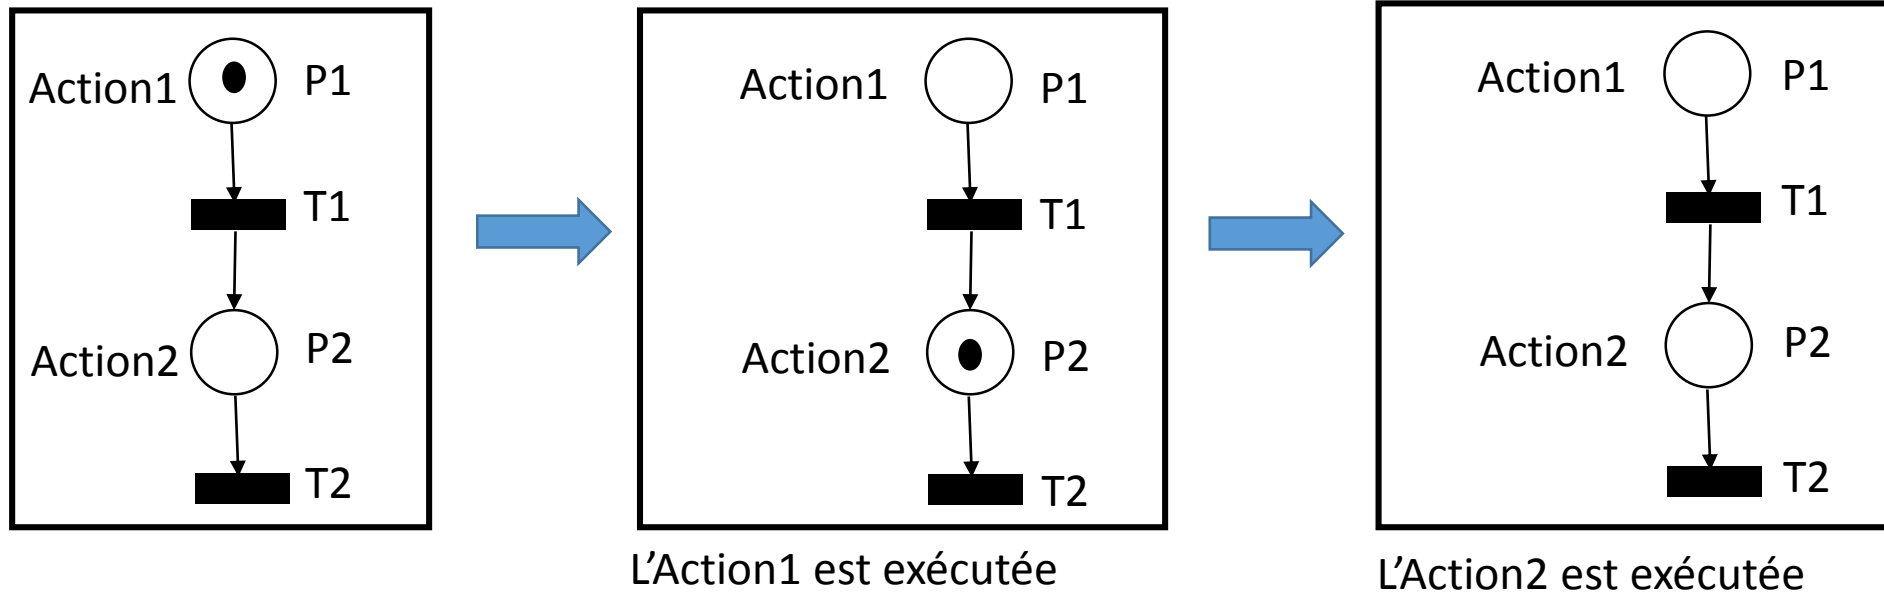 Action1 P1
T1
Action2 P2
T2
Action1 P1
T1
Action2 P2
T2
L’Action1 est exécutée
Action1 P1
T1
Action2 P2
T2
L’Action2 est exécutée